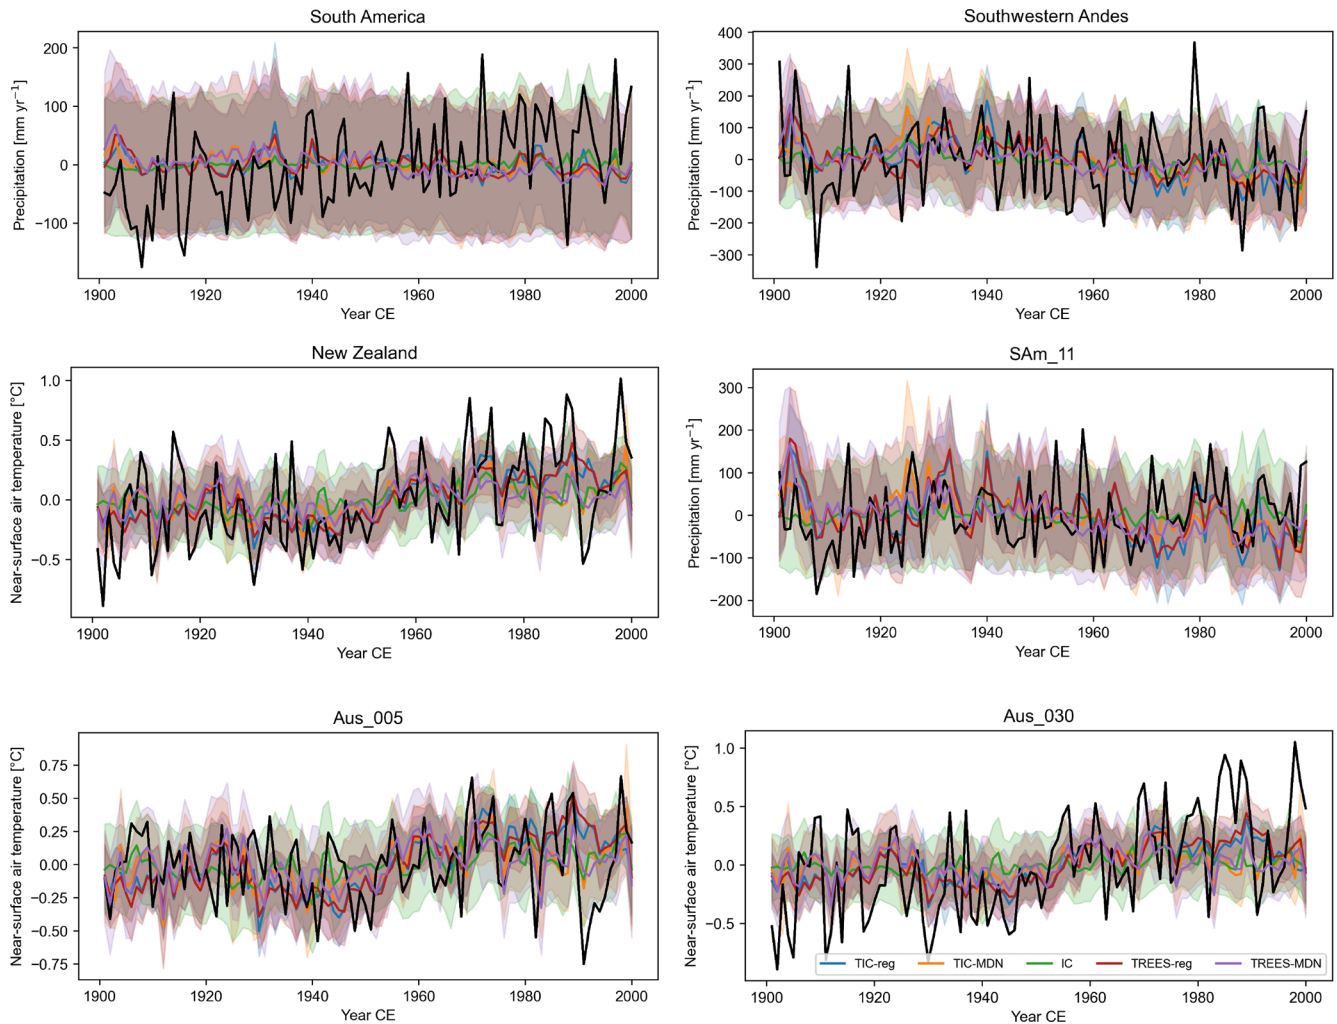 South America
Precipitation [mm yr⁻¹]
200
100
0
−100
1900 1920 1940 1960 1980 2000
Year CE
Southwestern Andes
Precipitation [mm yr⁻¹]
400
300
200
100
0
−100
−200
−300
1900 1920 1940 1960 1980 2000
Year CE
New Zealand
Near-surface air temperature [°C]
1.0
0.5
0.0
−0.5
1900 1920 1940 1960 1980 2000
Year CE
SAm_11
Precipitation [mm yr⁻¹]
300
200
100
0
−100
−200
1900 1920 1940 1960 1980 2000
Year CE
Aus_005
Near-surface air temperature [°C]
0.75
0.50
0.25
0.00
−0.25
−0.50
−0.75
1900 1920 1940 1960 1980 2000
Year CE
Aus_030
Near-surface air temperature [°C]
1.0
0.5
0.0
−0.5
TIC-reg TIC-MDN IC TREES-reg TREES-MDN
1900 1920 1940 1960 1980 2000
Year CE